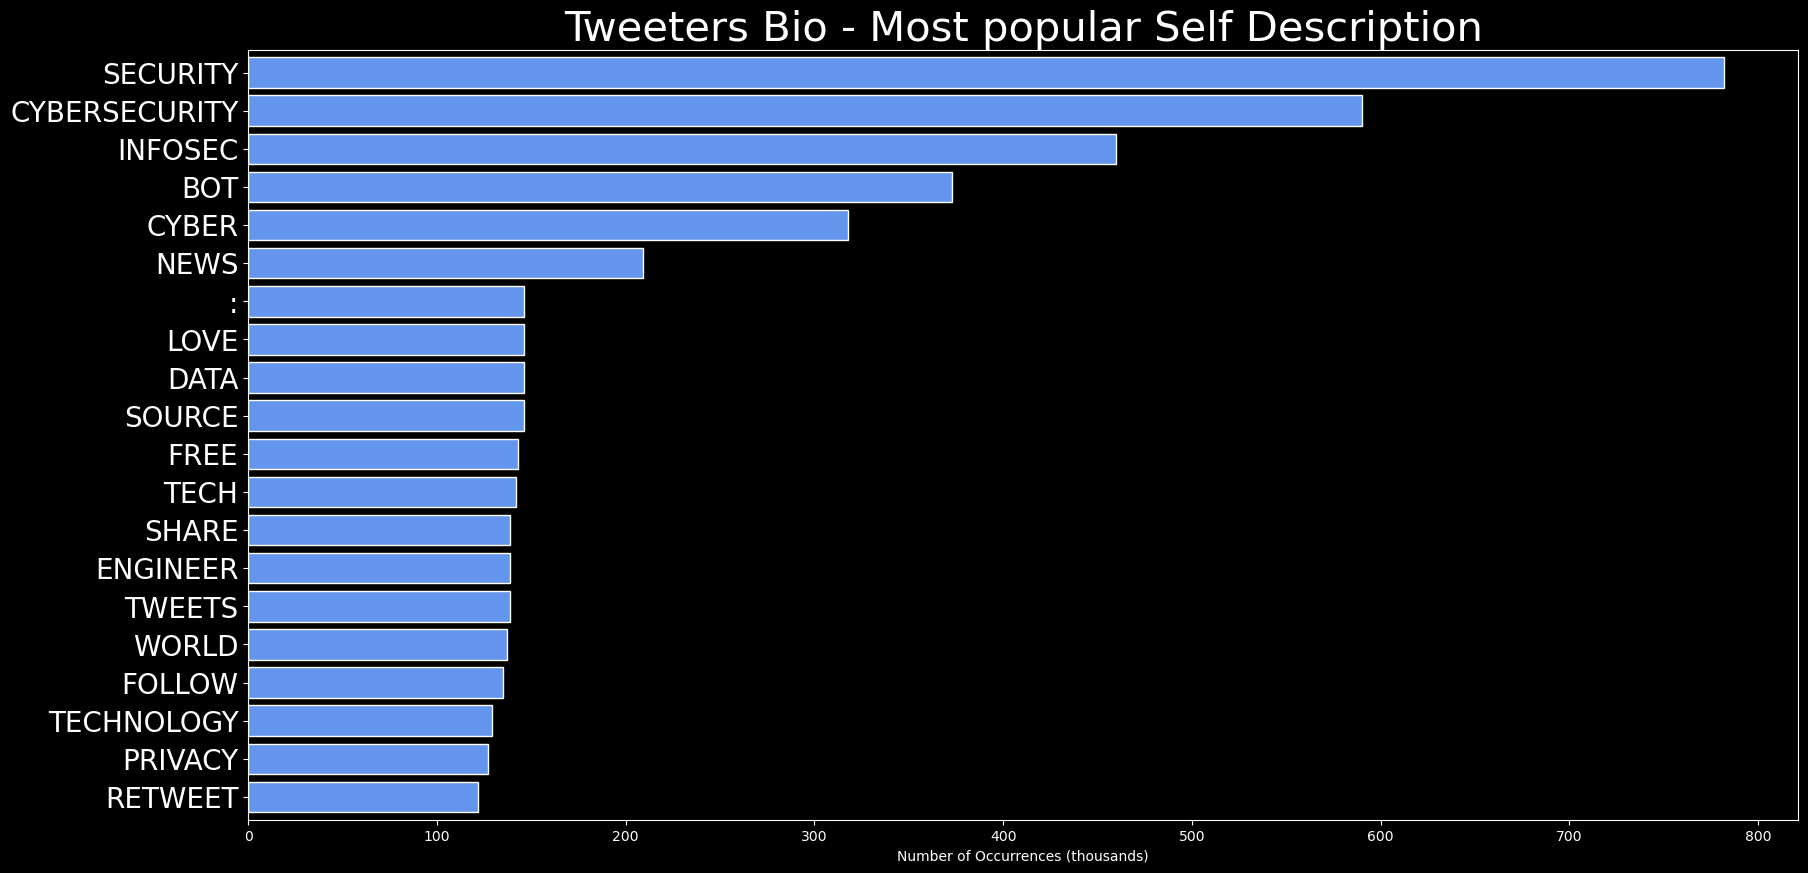 Tweeters Bio - Most popular Self Description
SECURITY
CYBERSECURITY
INFOSEC
BOT
CYBER
NEWS
:
LOVE
DATA
SOURCE
FREE
TECH
SHARE
ENGINEER
TWEETS
WORLD
FOLLOW
TECHNOLOGY
PRIVACY
RETWEET
0 100 200 300 400 500 600 700 800
Number of Occurrences (thousands)